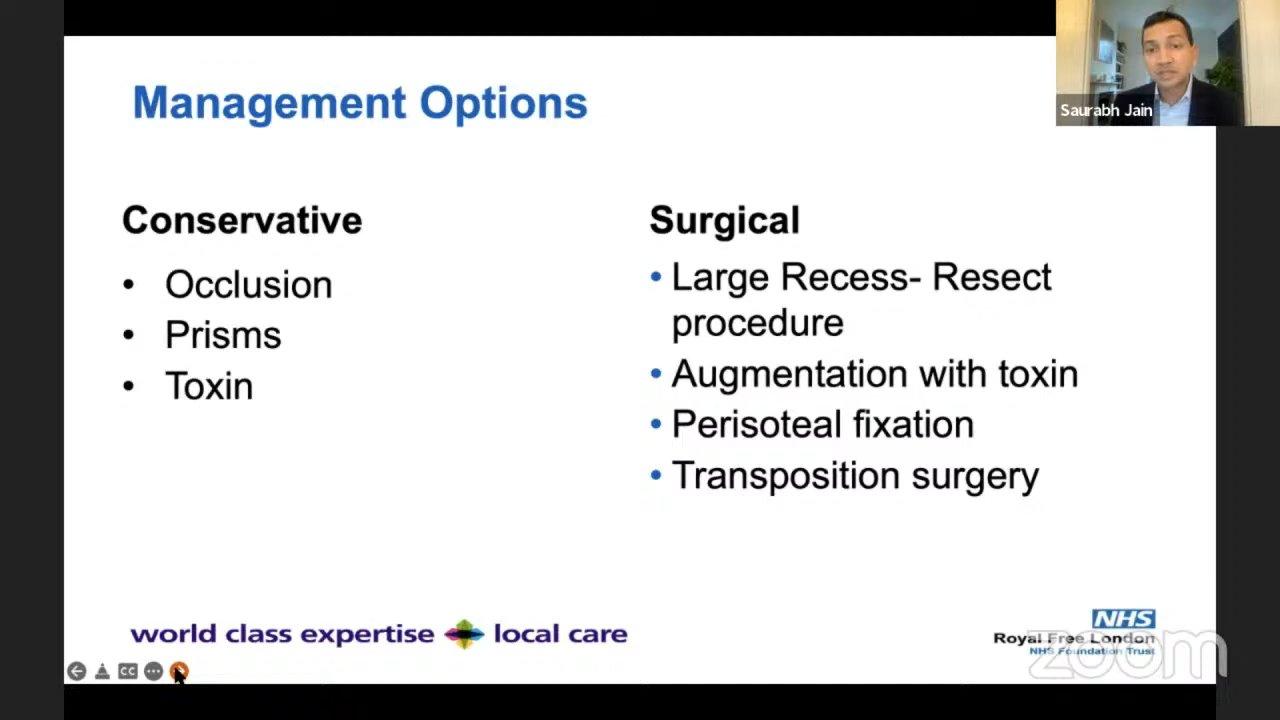 Management Options
Saurabh Jain
Conservative
• Occlusion
• Prisms
• Toxin
Surgical
• Large Recess- Resect
procedure
• Augmentation with toxin
• Perisoteal fixation
• Transposition surgery
world class expertise local care
NHS
Royal Free London
NHS Foundation Trust
zoom
CC